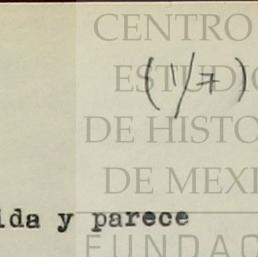 CENTRO
ESTUDIO
(1/7)
DE HISTO
DE MEXI
ida y parece
FUNDAC